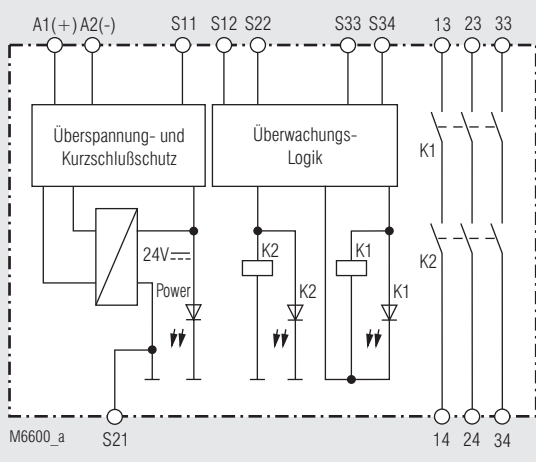 A1(+) A2(-) S11 S12 S22 S33 S34 13 23 33
Überspannung- und
Kurzschlußschutz
Überwachungs-
Logik
K1
K2
24V
K2
K1
Power
K2
K1
M6600_a
S21
14 24 34